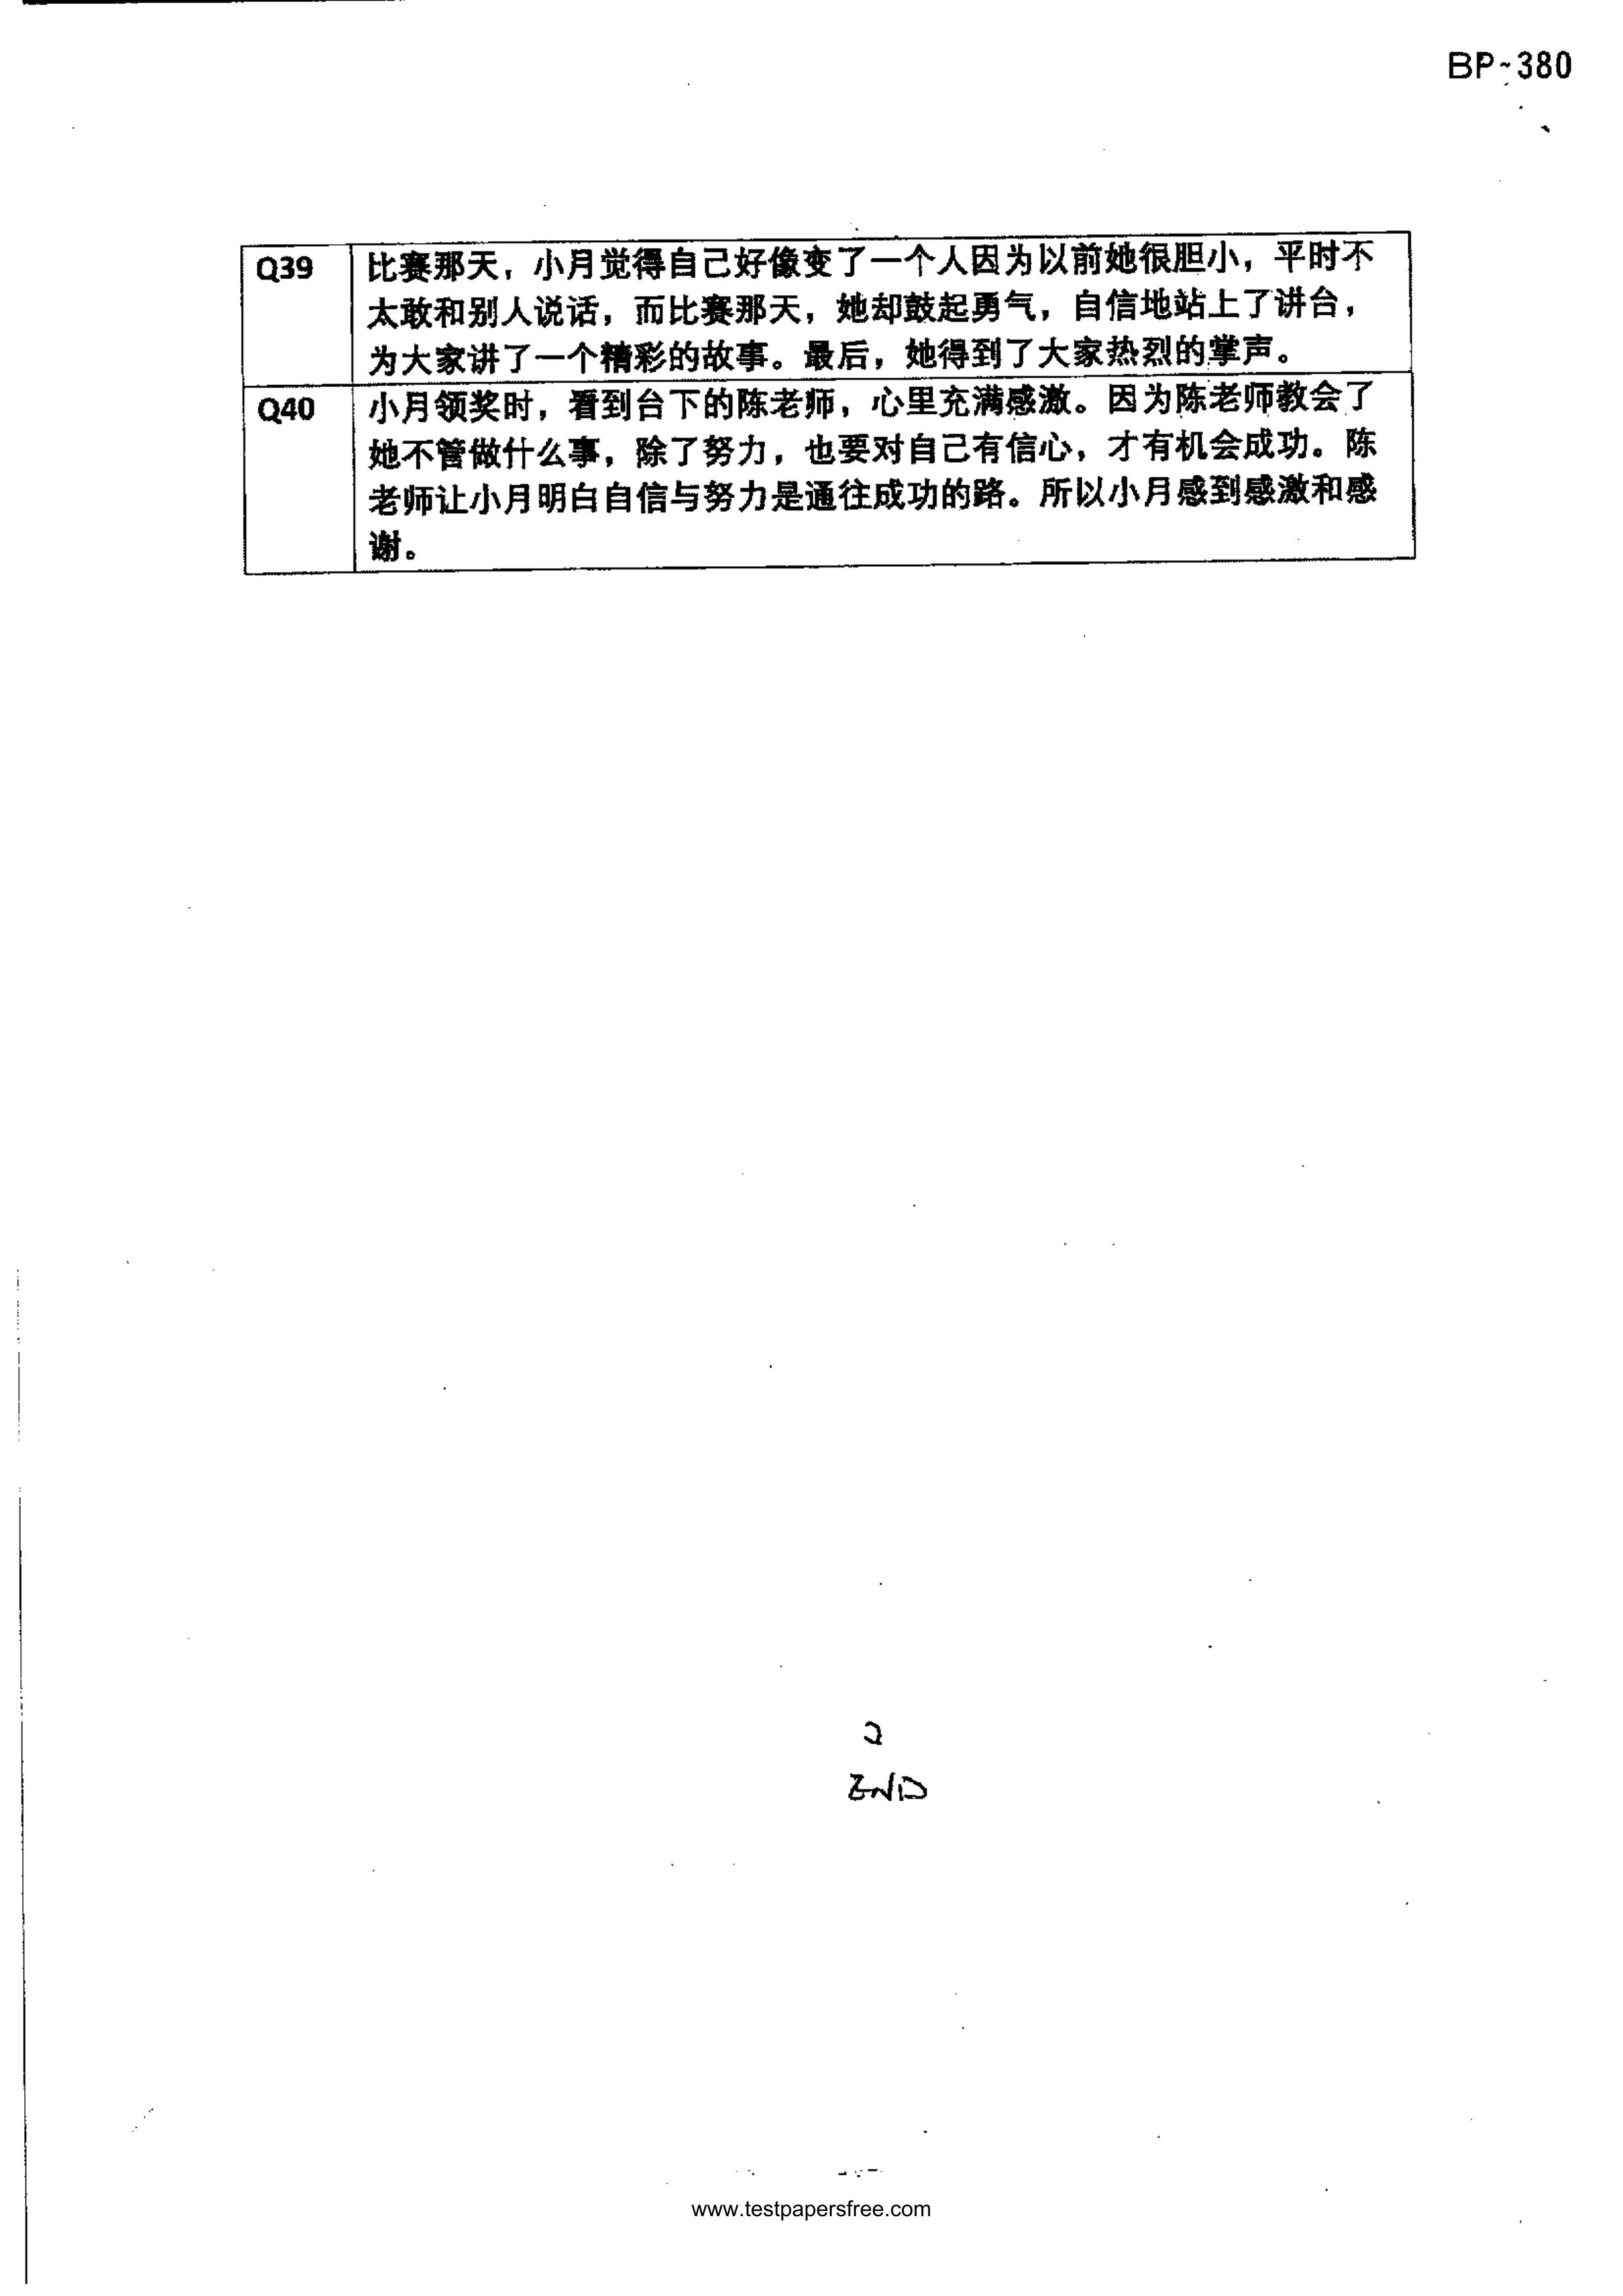 BP~380
Q39 比赛那天，小月觉得自己好像变了一个人因为以前她很胆小，平时不
太敢和别人说话，而比赛那天，她却鼓起勇气，自信地站上了讲台，
为大家讲了一个精彩的故事。最后，她得到了大家热烈的掌声。
Q40 小月领奖时，看到台下的陈老师，心里充满感激。因为陈老师教会了
她不管做什么事，除了努力，也要对自己有信心，才有机会成功。陈
老师让小月明白自信与努力是通往成功的路。所以小月感到感激和感
谢。
2
END
www.testpapersfree.com